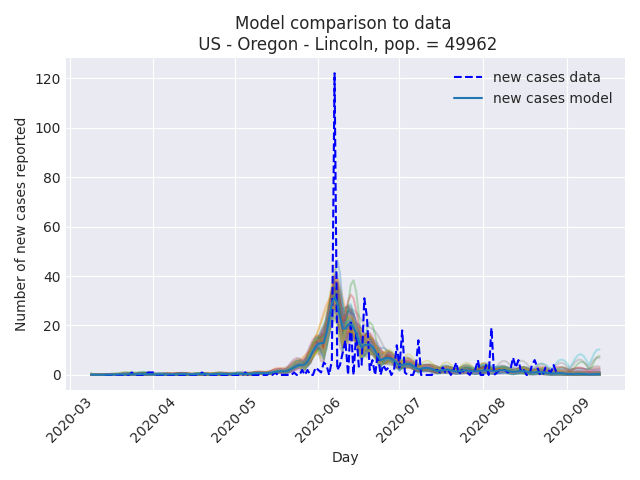 Model comparison to data
US - Oregon - Lincoln, pop. = 49962
new cases data
new cases model
Number of new cases reported
120
100
80
60
40
20
0
2020-03
2020-04
2020-05
2020-06
2020-07
2020-08
2020-09
Day